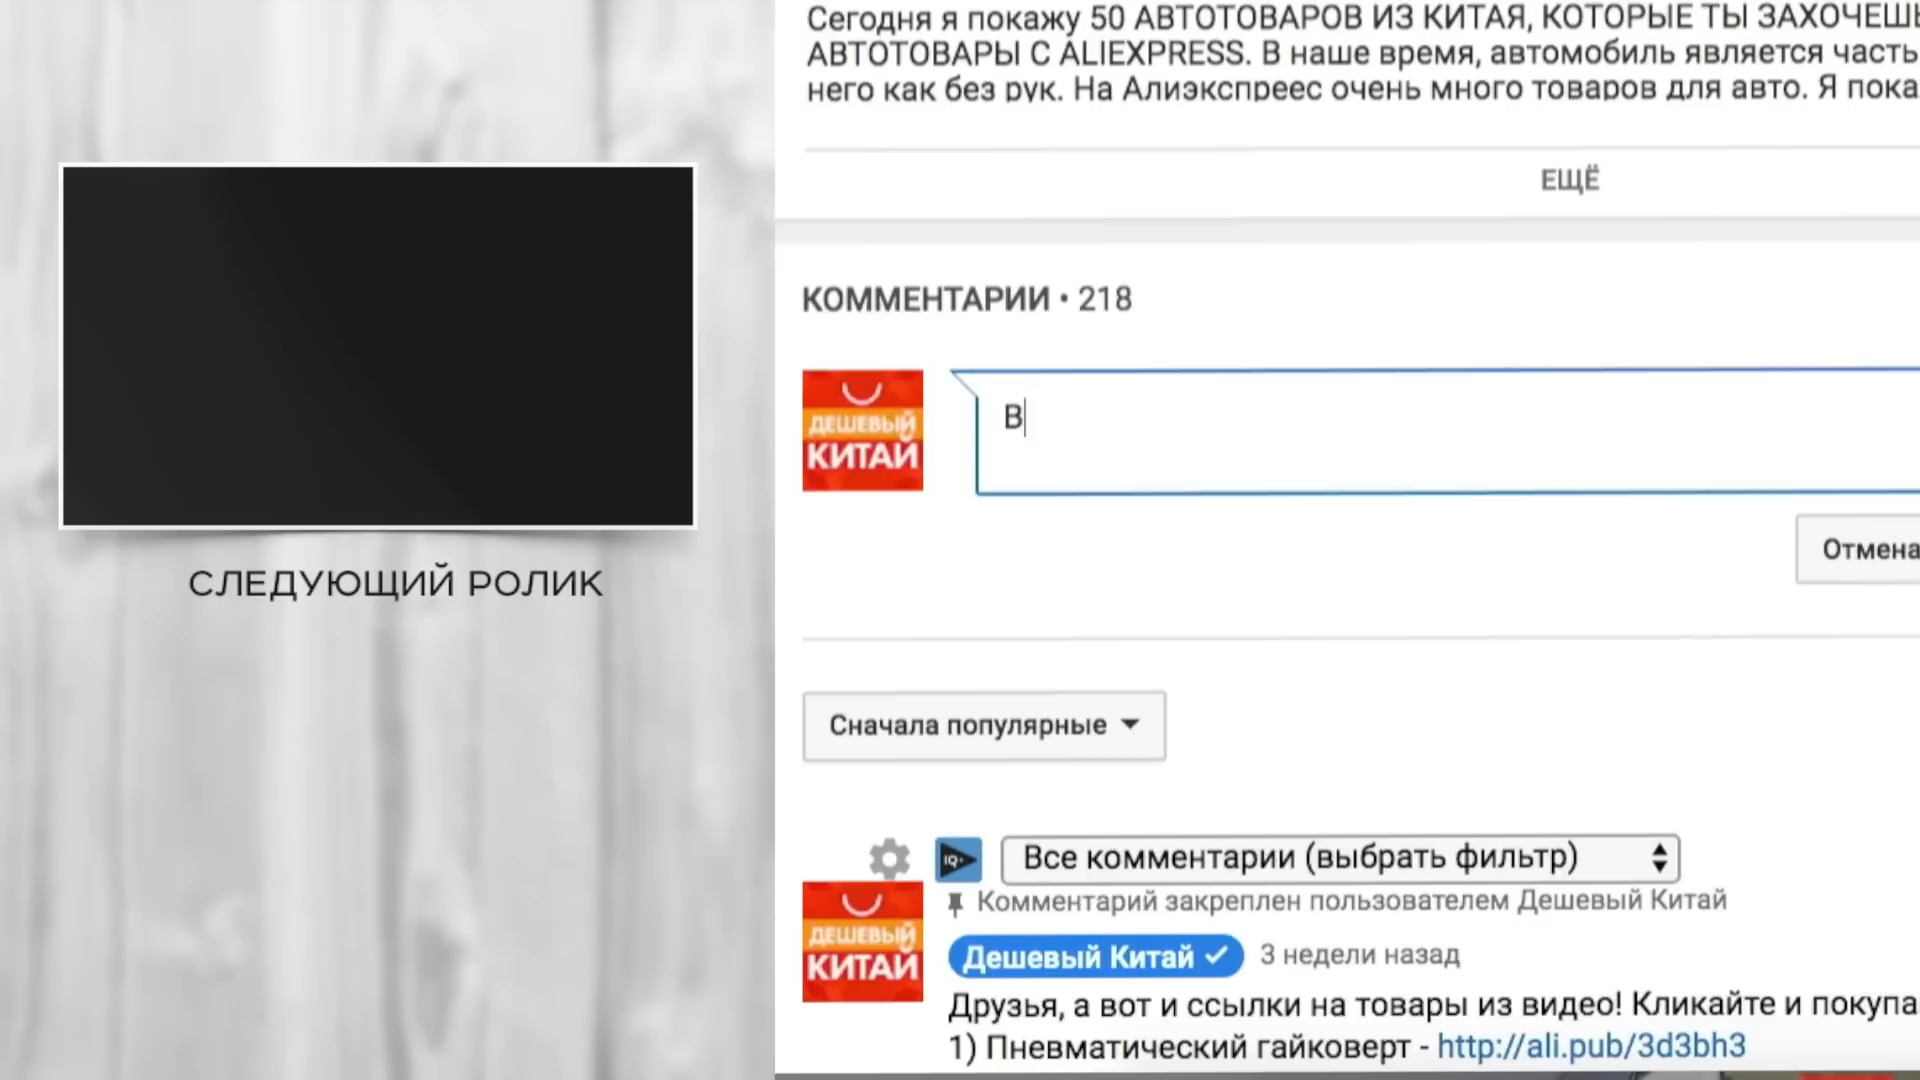 Сегодня я покажу 50 АВТОТОВАРОВ ИЗ КИТАЯ, КОТОРЫЕ ТЫ ЗАХОЧЕШЬ
АВТОТОВАРЫ С ALIEXPRESS. В наше время, автомобиль является часть
него как без рук. На Алиэкспреес очень много товаров для авто. Я пока
ЕЩЁ
КОММЕНТАРИИ • 218
ДЕШЕВЫЙ
КИТАЙ
В
Отмена
СЛЕДУЮЩИЙ РОЛИК
Сначала популярные
IQ
Все комментарии (выбрать фильтр)
Комментарий закреплен пользователем Дешевый Китай
ДЕШЕВЫЙ
КИТАЙ
Дешевый Китай 3 недели назад
Друзья, а вот и ссылки на товары из видео! Кликайте и покупа
1) Пневматический гайковерт - http://ali.pub/3d3bh3